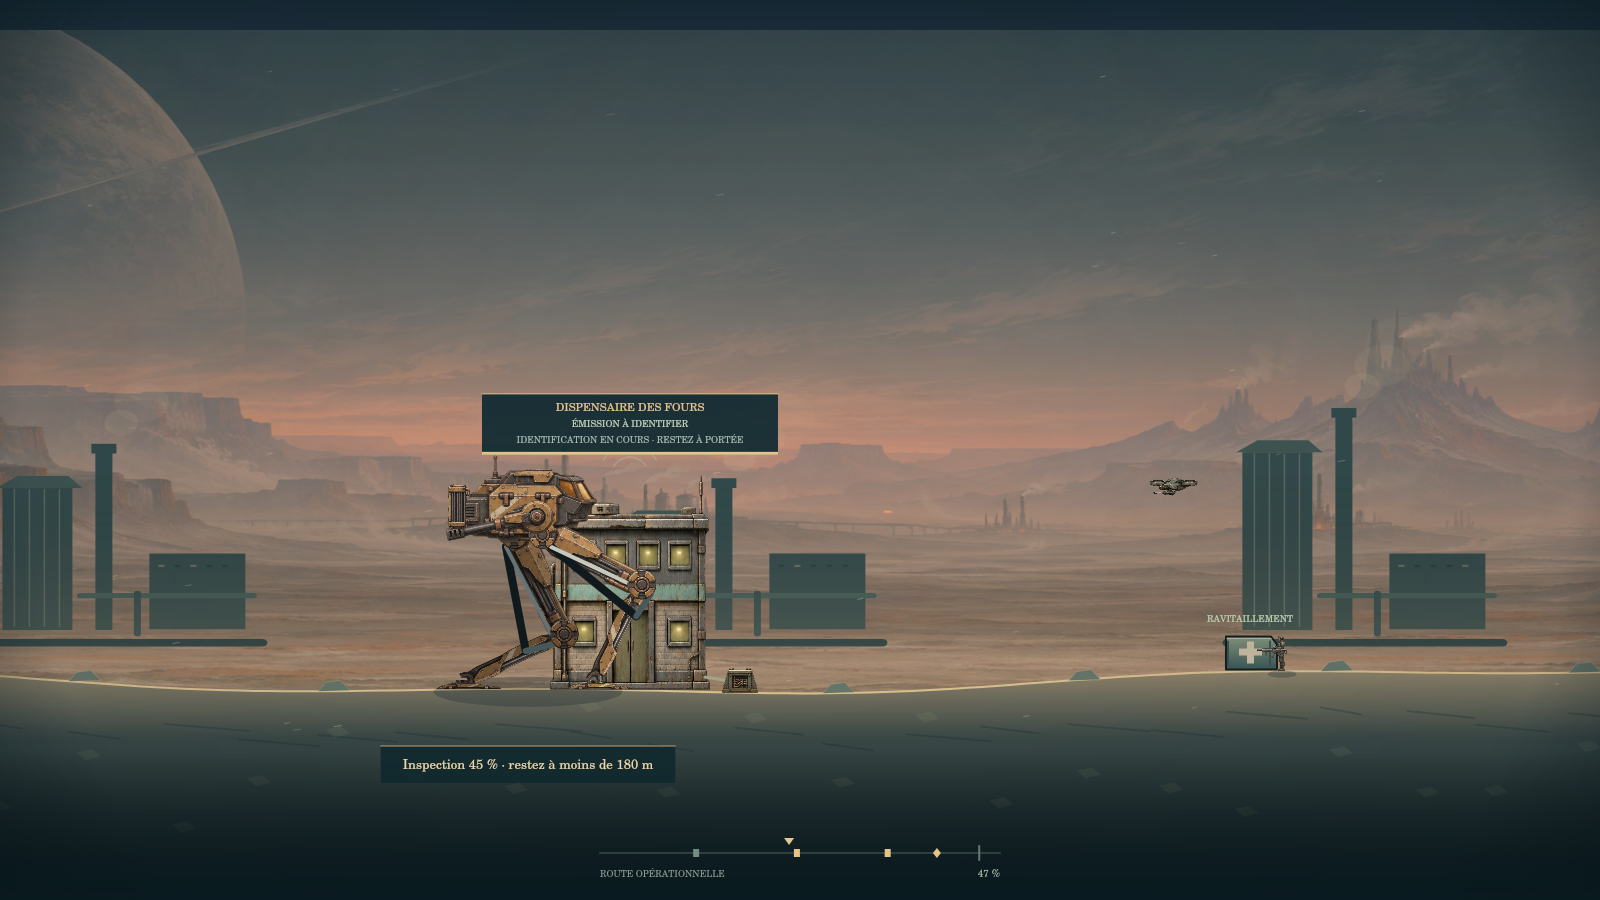 DISPENSAIRE DES FOURS
ÉMISSION À IDENTIFIER
IDENTIFICATION EN COURS · RESTEZ À PORTÉE
RAVITAILLEMENT
Inspection 45 % · restez à moins de 180 m
ROUTE OPÉRATIONNELLE
47 %